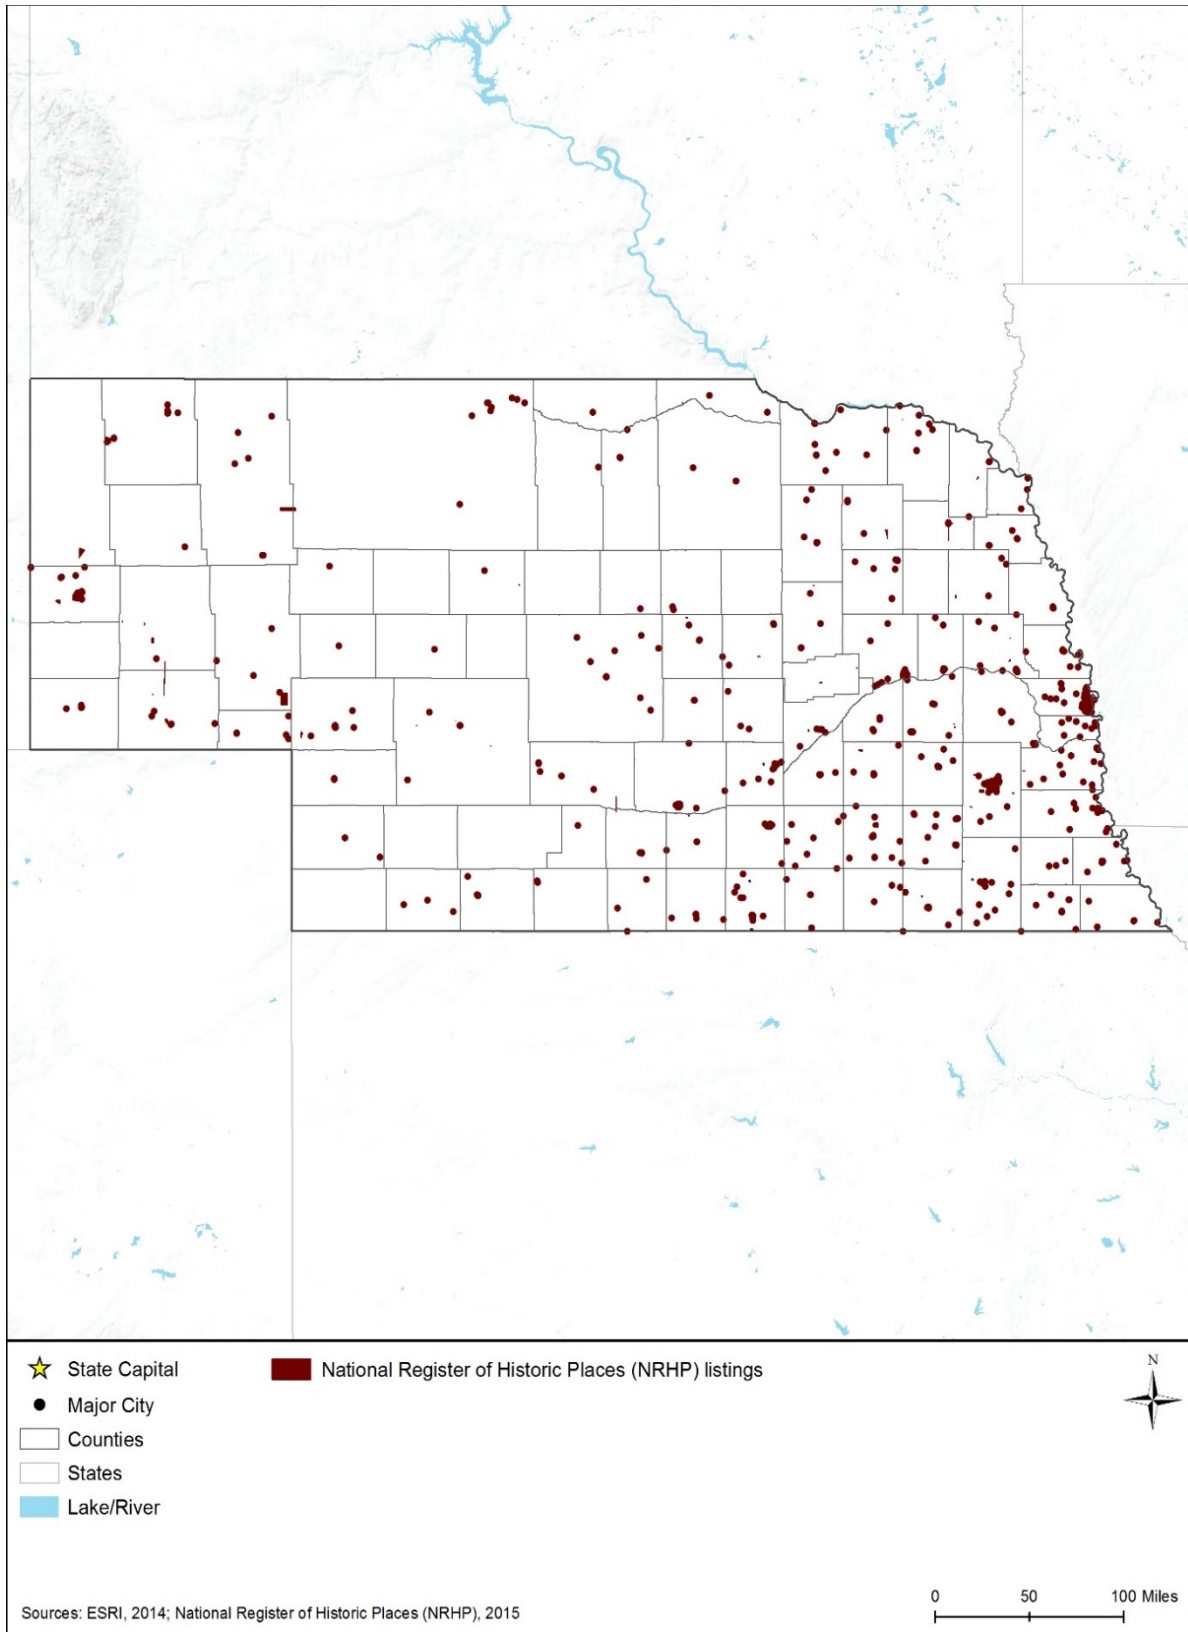 State Capital
National Register of Historic Places (NRHP) listings
N
Major City
Counties
States
Lake/River
Sources: ESRI, 2014; National Register of Historic Places (NRHP), 2015
0 50 100 Miles